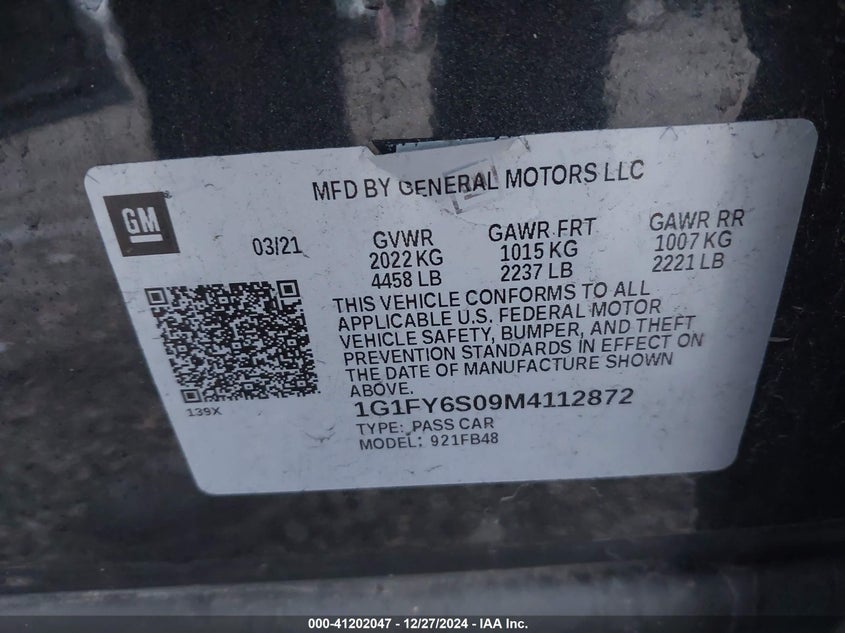 MFD BY GENERAL MOTORS LLC
GM
03/21
GVWR
2022 KG
4458 LB
GAWR FRT
1015 KG
2237 LB
GAWR RR
1007 KG
2221 LB
THIS VEHICLE CONFORMS TO ALL
APPLICABLE U.S. FEDERAL MOTOR
VEHICLE SAFETY, BUMPER, AND THEFT
PREVENTION STANDARDS IN EFFECT ON
THE DATE OF MANUFACTURE SHOWN
ABOVE.
139X
1G1FY6S09M4112872
TYPE: PASS CAR
MODEL: 921FB48
000-41202047 - 12/27/2024 - IAA Inc.